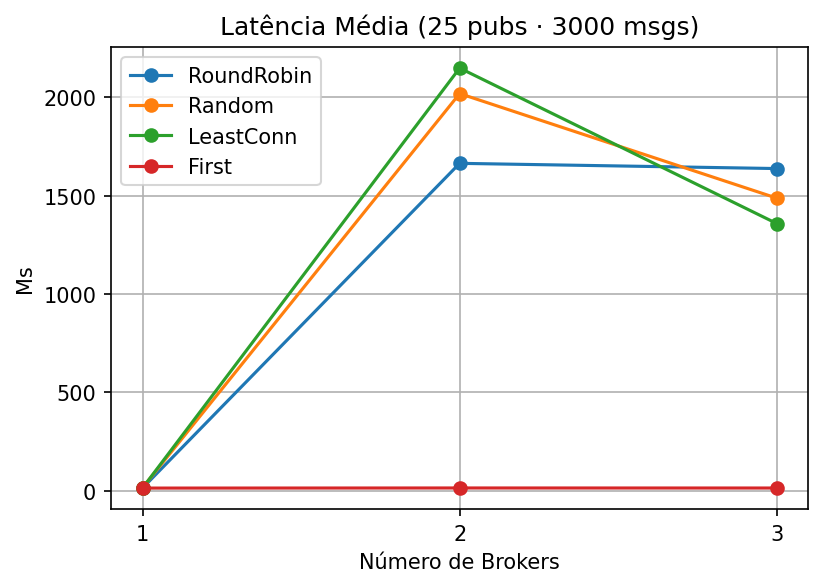 Latência Média (25 pubs · 3000 msgs)
RoundRobin
Random
LeastConn
First
2000
1500
1000
500
0
Ms
1
2
3
Número de Brokers